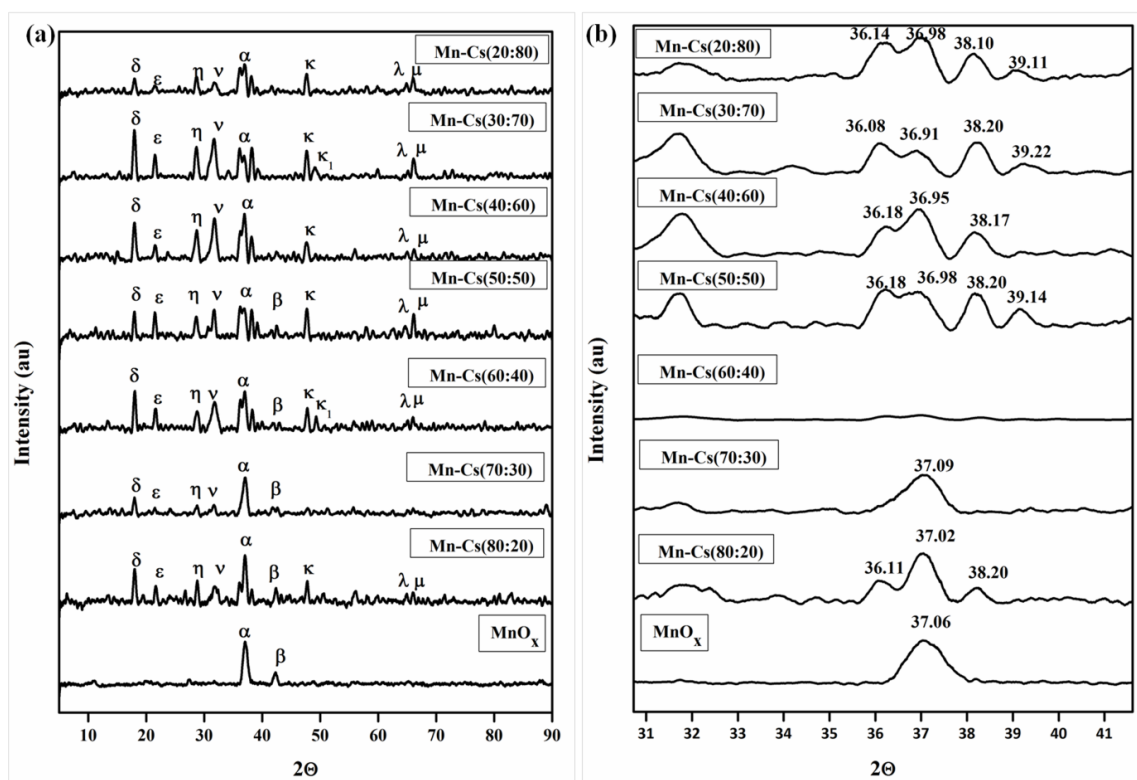 (a)
Mn-Cs(20:80)
δ ε η ν α κ λ μ
Mn-Cs(30:70)
δ ε η ν α κ κ1 λ μ
Mn-Cs(40:60)
δ ε η ν α κ λ μ
Mn-Cs(50:50)
δ ε η ν α β κ λ μ
Mn-Cs(60:40)
δ ε η ν α β κ κ1 λ μ
Mn-Cs(70:30)
δ ε η ν α β
Mn-Cs(80:20)
δ ε η ν α β κ λ μ
MnOx
α β
Intensity (au)
10 20 30 40 50 60 70 80 90
2Θ
(b)
Mn-Cs(20:80)
36.14 36.98 38.10 39.11
Mn-Cs(30:70)
36.08 36.91 38.20 39.22
Mn-Cs(40:60)
36.18 36.95 38.17
Mn-Cs(50:50)
36.18 36.98 38.20 39.14
Mn-Cs(60:40)
Mn-Cs(70:30)
37.09
Mn-Cs(80:20)
36.11 37.02 38.20
MnOx
37.06
Intensity (au)
31 32 33 34 35 36 37 38 39 40 41
2Θ